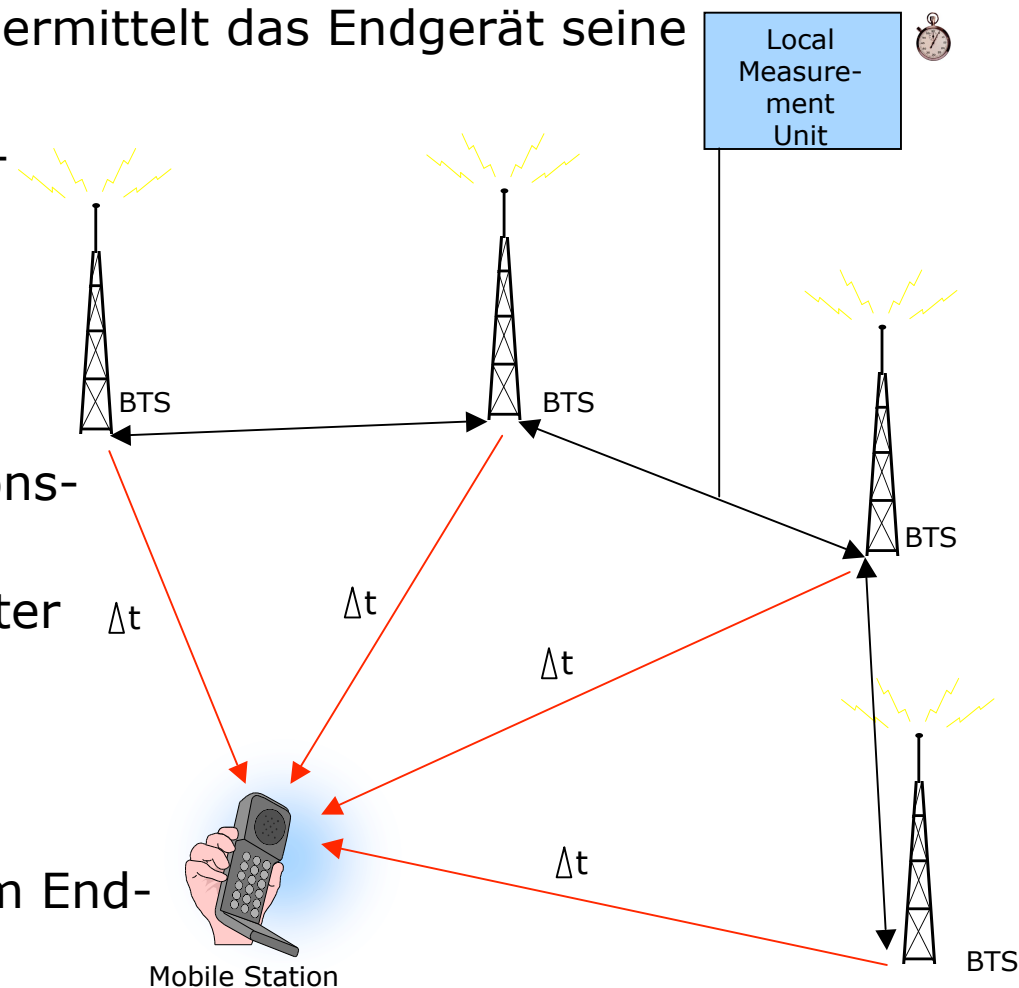 ermittelt das Endgerät seine
Local
Measure-
ment
Unit
-
BTS
BTS
ons-
BTS
ter
Δt
Δt
Δt
Δt
m End-
BTS
Mobile Station